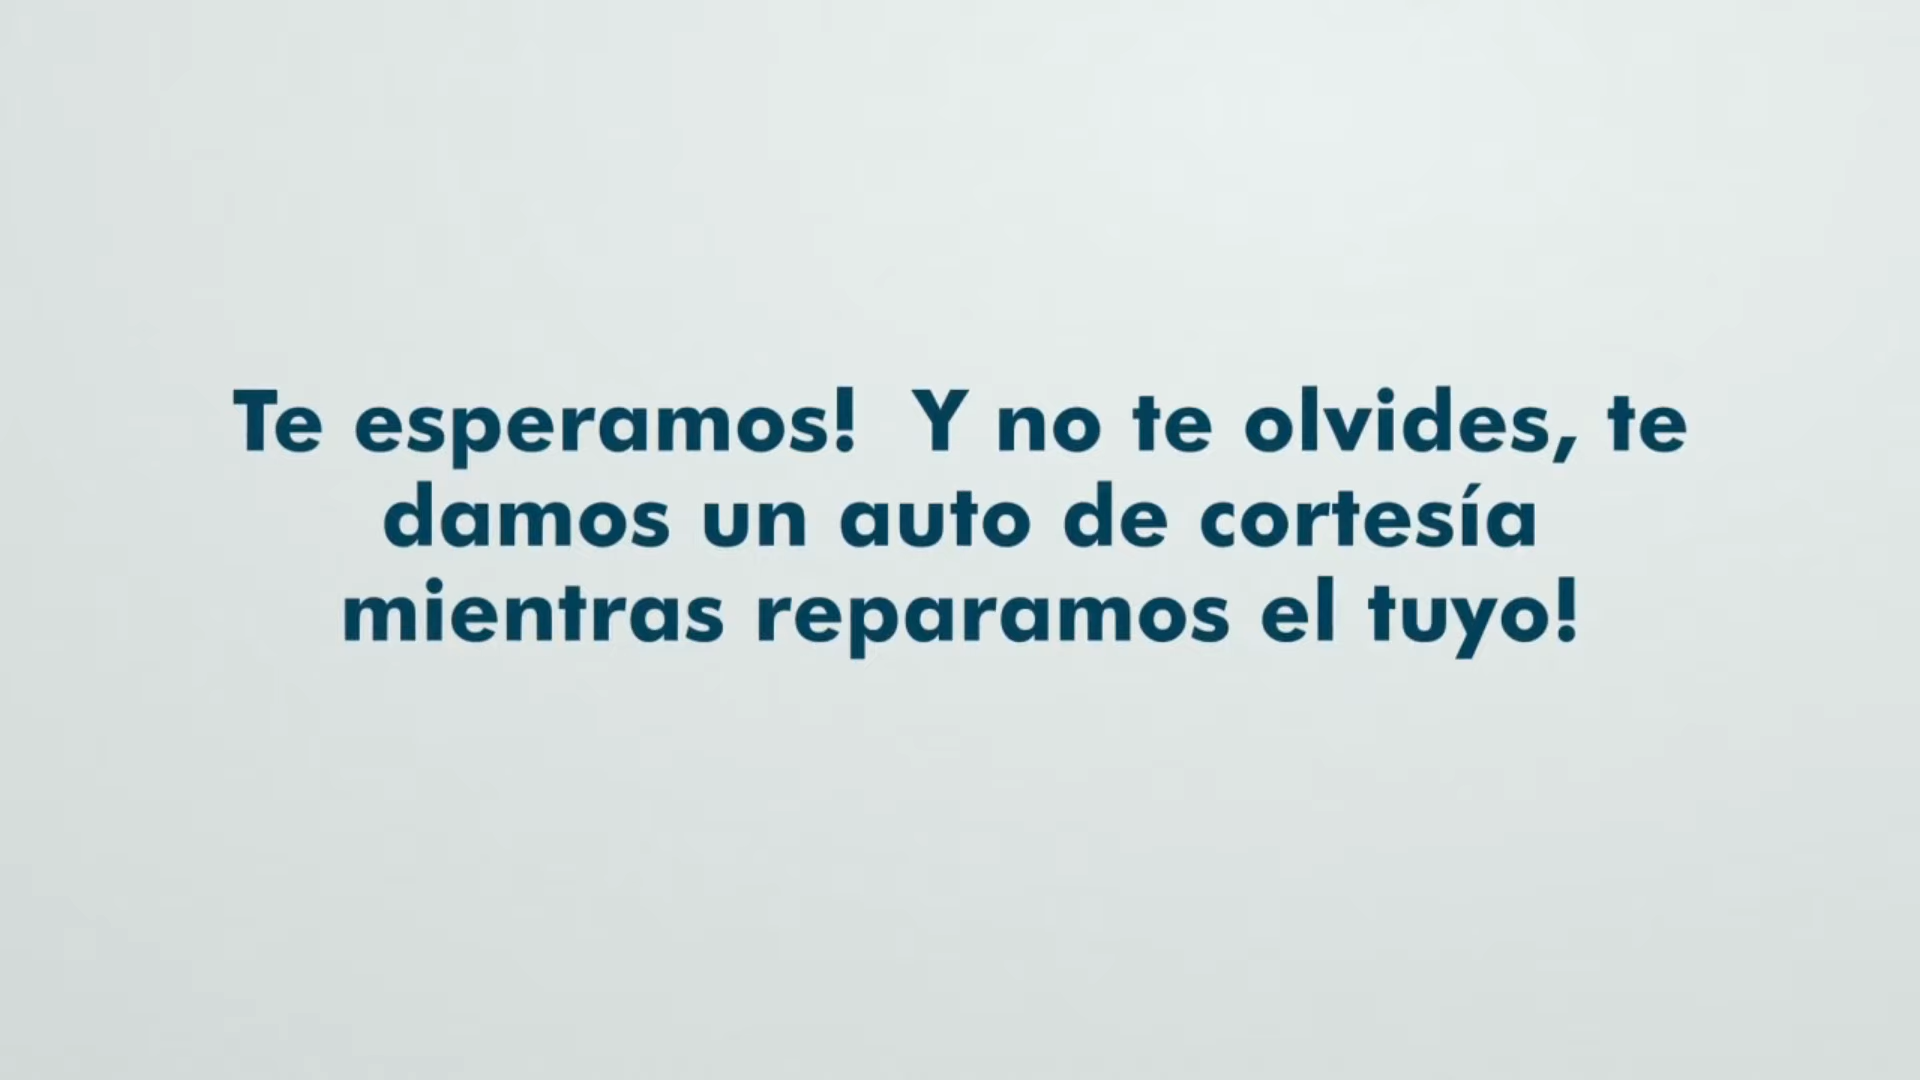 Te esperamos!  Y no te olvides, te
damos un auto de cortesía
mientras reparamos el tuyo!